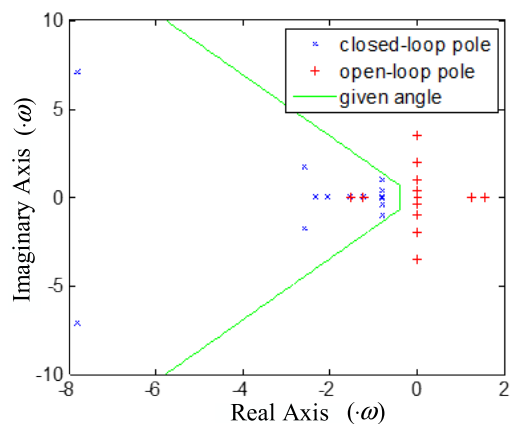 10
5
0
-5
-10
-8
-6
-4
-2
0
2
Imaginary Axis (·ω)
Real Axis (·ω)
closed-loop pole
open-loop pole
given angle